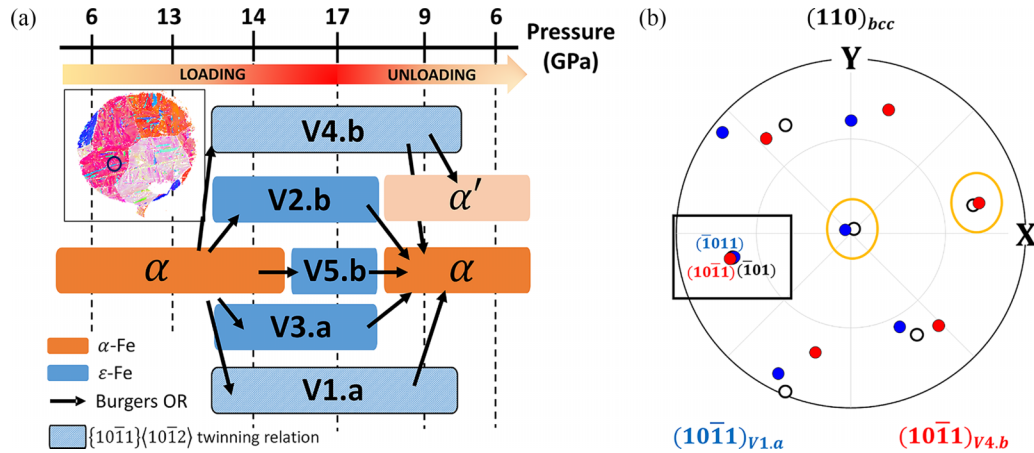 (a)
6 13 14 17 9 6
Pressure
(GPa)
LOADING UNLOADING
V4.b
V2.b α′
α V5.b α
V3.a
V1.a
α-Fe
ε-Fe
Burgers OR
{101̅1}⟨101̅2⟩ twinning relation
(b)
(110)bcc
Y
X
(1̅011)
(101̅1) (1̅01)
(101̅1)V1.a (101̅1)V4.b